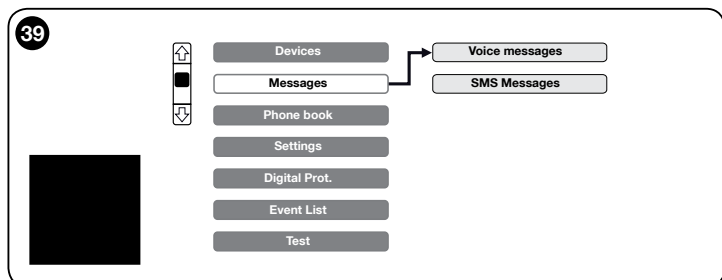 39
Devices
Voice messages
Messages
SMS Messages
Phone book
Settings
Digital Prot.
Event List
Test